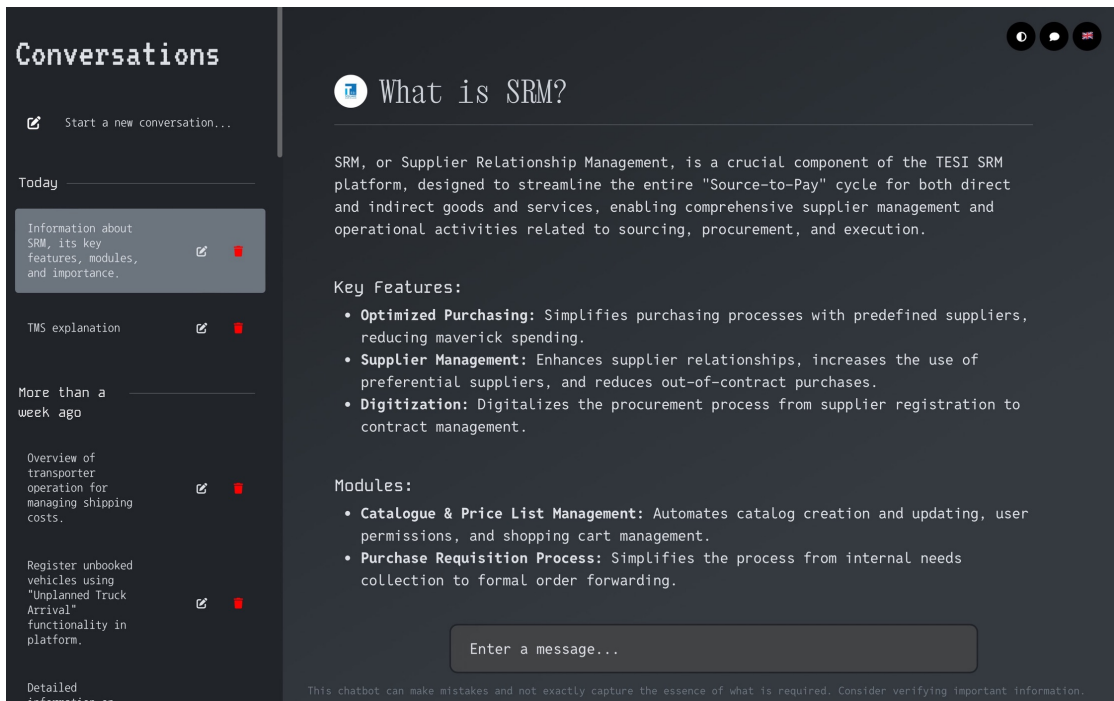 Conversations
Start a new conversation...
Today
Information about
SRM, its key
features, modules,
and importance.
TMS explanation
More than a
week ago
Overview of
transporter
operation for
managing shipping
costs.
Register unbooked
vehicles using
"Unplanned Truck
Arrival"
functionality in
platform.
Detailed
What is SRM?
SRM, or Supplier Relationship Management, is a crucial component of the TESI SRM
platform, designed to streamline the entire "Source-to-Pay" cycle for both direct
and indirect goods and services, enabling comprehensive supplier management and
operational activities related to sourcing, procurement, and execution.
Key Features:
• Optimized Purchasing: Simplifies purchasing processes with predefined suppliers,
reducing maverick spending.
• Supplier Management: Enhances supplier relationships, increases the use of
preferential suppliers, and reduces out-of-contract purchases.
• Digitization: Digitalizes the procurement process from supplier registration to
contract management.
Modules:
• Catalogue & Price List Management: Automates catalog creation and updating, user
permissions, and shopping cart management.
• Purchase Requisition Process: Simplifies the process from internal needs
collection to formal order forwarding.
Enter a message...
This chatbot can make mistakes and not exactly capture the essence of what is required. Consider verifying important information.